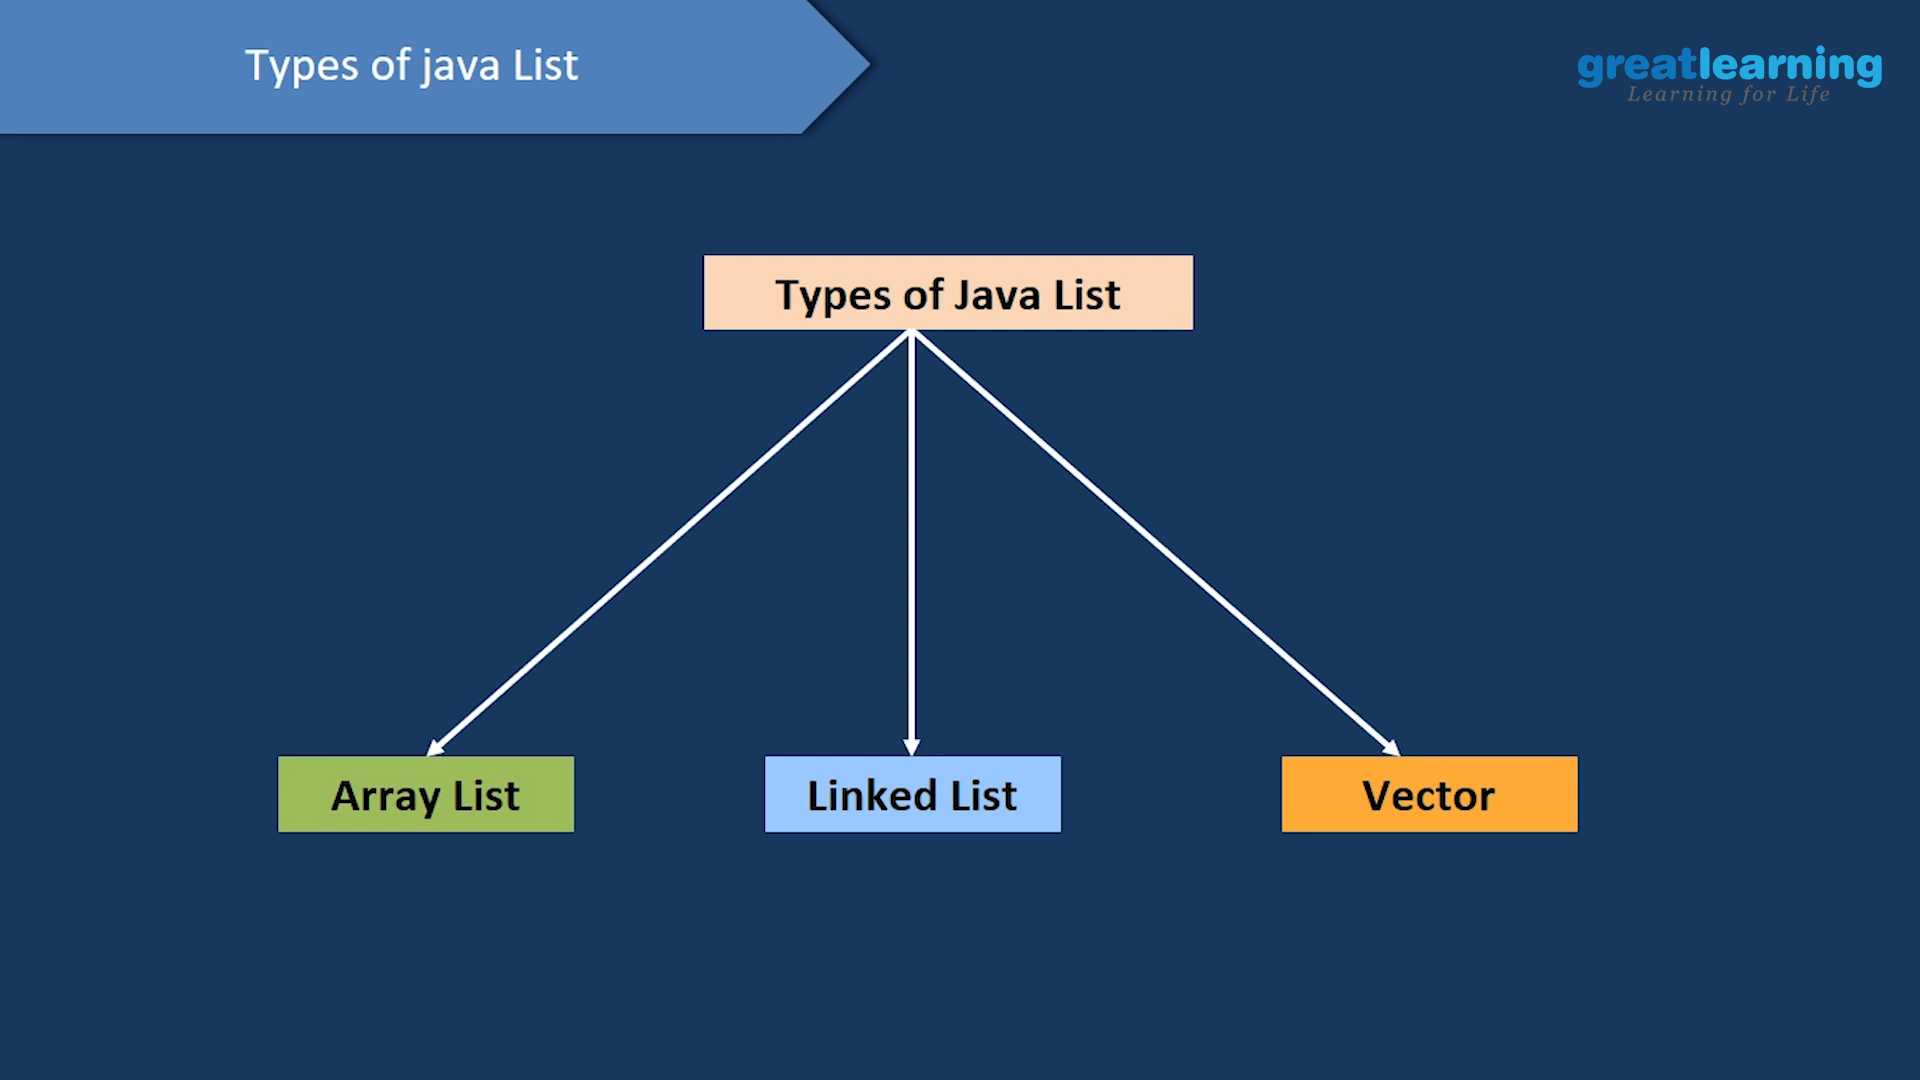 Types of java List
greatlearning
Learning for Life
Types of Java List
Array List
Linked List
Vector